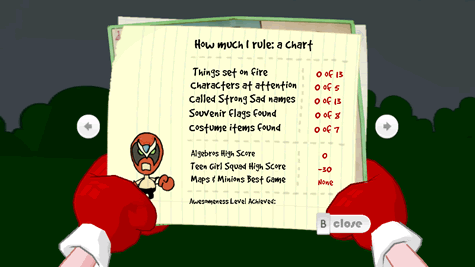 How much I rule: a chart
Things set on fire 0 of 13
Characters at attention 0 of 5
Called Strong Sad names 0 of 13
Souvenir flags found 0 of 8
Costume items found 0 of 7
Algebros High Score 0
Teen Girl Squad High Score -30
Maps & Minions Best Game None
Awesomeness Level Achieved:
B close